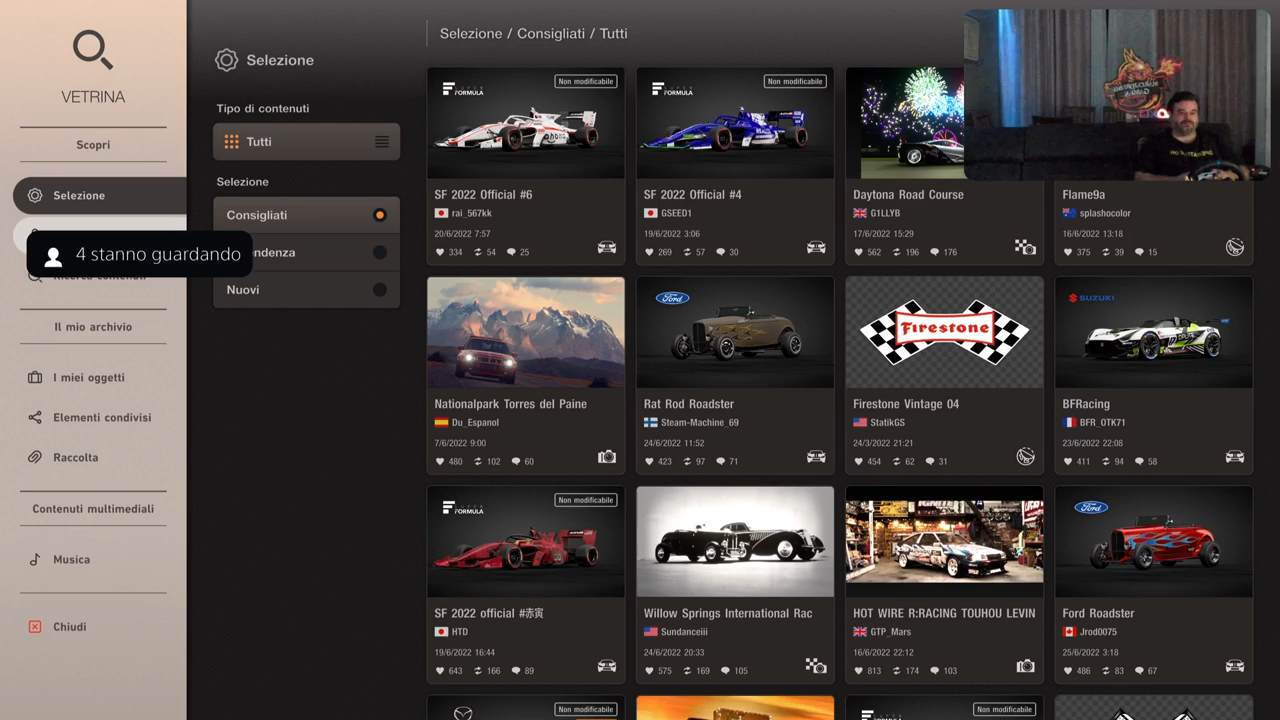 VETRINA
Scopri
Selezione
4 stanno guardando
Il mio archivio
I miei oggetti
Elementi condivisi
Raccolta
Contenuti multimediali
Musica
Chiudi
Selezione
Tipo di contenuti
Tutti
Selezione
Consigliati
Nuovi
Selezione / Consigliati / Tutti
SUPER FORMULA
Non modificabile
SF 2022 Official #6
rai_567kk
20/6/2022 7:57
334 54 25
SUPER FORMULA
Non modificabile
SF 2022 Official #4
GSEED1
19/6/2022 3:06
269 57 30
Daytona Road Course
G1LLYB
17/6/2022 15:29
562 196 176
Flame9a
splashocolor
16/6/2022 13:18
375 39 15
Nationalpark Torres del Paine
Du_Espanol
7/6/2022 9:00
480 102 60
Ford
Rat Rod Roadster
Steam-Machine_69
24/6/2022 11:52
423 97 71
Firestone
Firestone Vintage 04
StatikGS
24/3/2022 21:21
454 62 31
SUZUKI
BFRacing
BFR_OTK71
23/6/2022 22:08
411 94 58
SUPER FORMULA
Non modificabile
SF 2022 official #赤寅
HTD
19/6/2022 16:44
643 166 89
Willow Springs International Rac
Sundanceiii
24/6/2022 20:33
575 169 105
HOT WIRE R:RACING TOUHOU LEVIN
GTP_Mars
16/6/2022 22:12
813 174 103
Ford
Ford Roadster
Jrod0075
25/6/2022 3:18
486 83 67
Non modificabile
Non modificabile